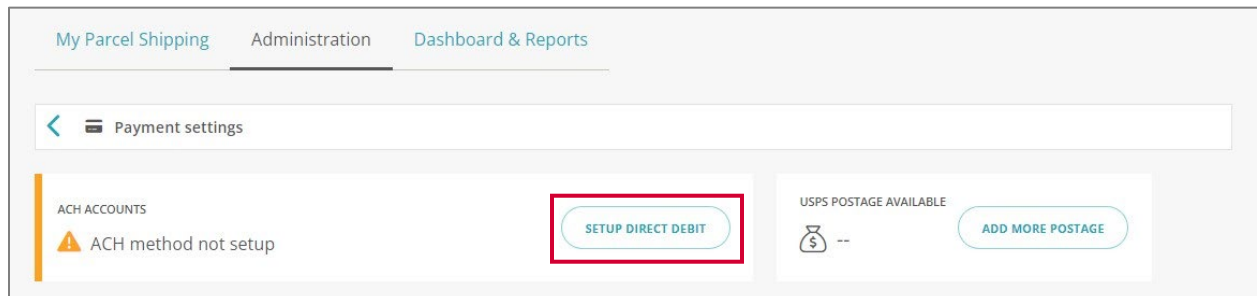 My Parcel Shipping Administration Dashboard & Reports
Payment settings
ACH ACCOUNTS
ACH method not setup
SETUP DIRECT DEBIT
USPS POSTAGE AVAILABLE
$ --
ADD MORE POSTAGE